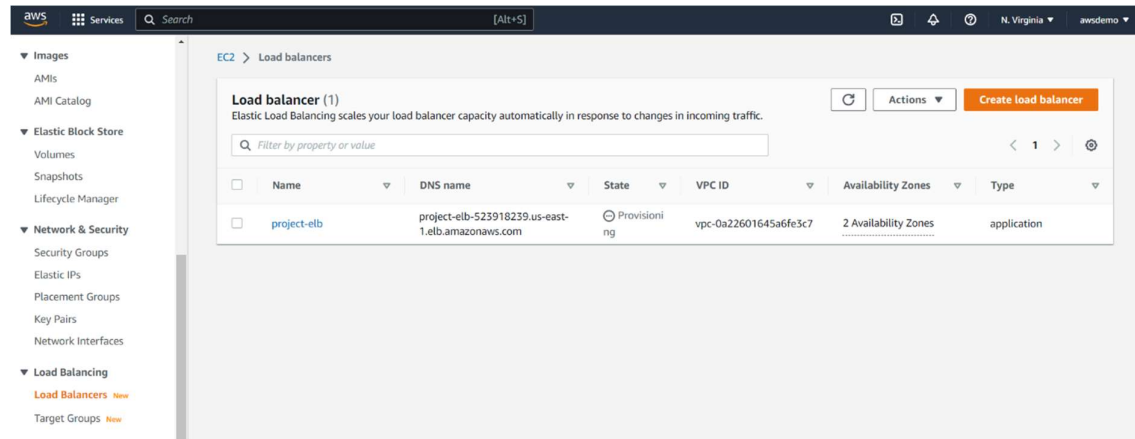 aws Services Search [Alt+S] N. Virginia awsdemo
Images
AMIs
AMI Catalog
Elastic Block Store
Volumes
Snapshots
Lifecycle Manager
Network & Security
Security Groups
Elastic IPs
Placement Groups
Key Pairs
Network Interfaces
Load Balancing
Load Balancers New
Target Groups New
EC2 > Load balancers
Load balancer (1) Actions Create load balancer
Elastic Load Balancing scales your load balancer capacity automatically in response to changes in incoming traffic.
Filter by property or value 1
Name DNS name State VPC ID Availability Zones Type
project-elb project-elb-523918239.us-east- Provisioni vpc-0a22601645a6fe3c7 2 Availability Zones application
1.elb.amazonaws.com ng